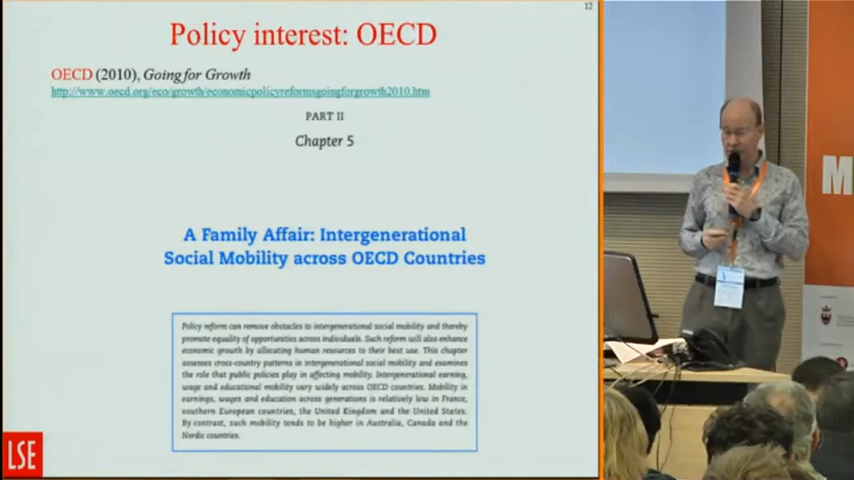 12
Policy interest: OECD
OECD (2010), Going for Growth
http://www.oecd.org/eco/growth/economicpolicyreformsgoingforgrowth2010.htm
PART II
Chapter 5
A Family Affair: Intergenerational
Social Mobility across OECD Countries
Policy reform can remove obstacles to intergenerational social mobility and thereby
promote equality of opportunities across individuals. Such reform will also enhance
economic growth by allocating human resources to their best use. This chapter
assesses cross-country patterns in intergenerational social mobility and examines
the role that public policies play in affecting mobility. Intergenerational earning,
wage and educational mobility vary widely across OECD countries. Mobility in
earnings, wages and education across generations is relatively low in France,
southern European countries, the United Kingdom and the United States.
By contrast, such mobility tends to be higher in Australia, Canada and the
Nordic countries.
LSE
M